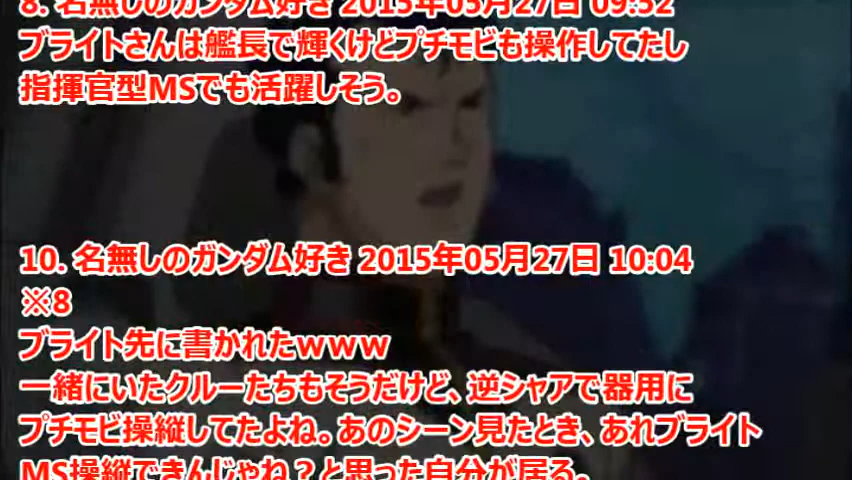 8. 名無しのガンダム好き 2015年05月27日 09:52
ブライトさんは艦長で輝くけどプチモビも操作してたし
指揮官型MSでも活躍しそう。
10. 名無しのガンダム好き 2015年05月27日 10:04
※8
ブライト先に書かれたwww
一緒にいたクルーたちもそうだけど、逆シャアで器用に
プチモビ操縦してたよね。あのシーン見たとき、あれブライト
MS操縦できんじゃね？と思った自分が居る。